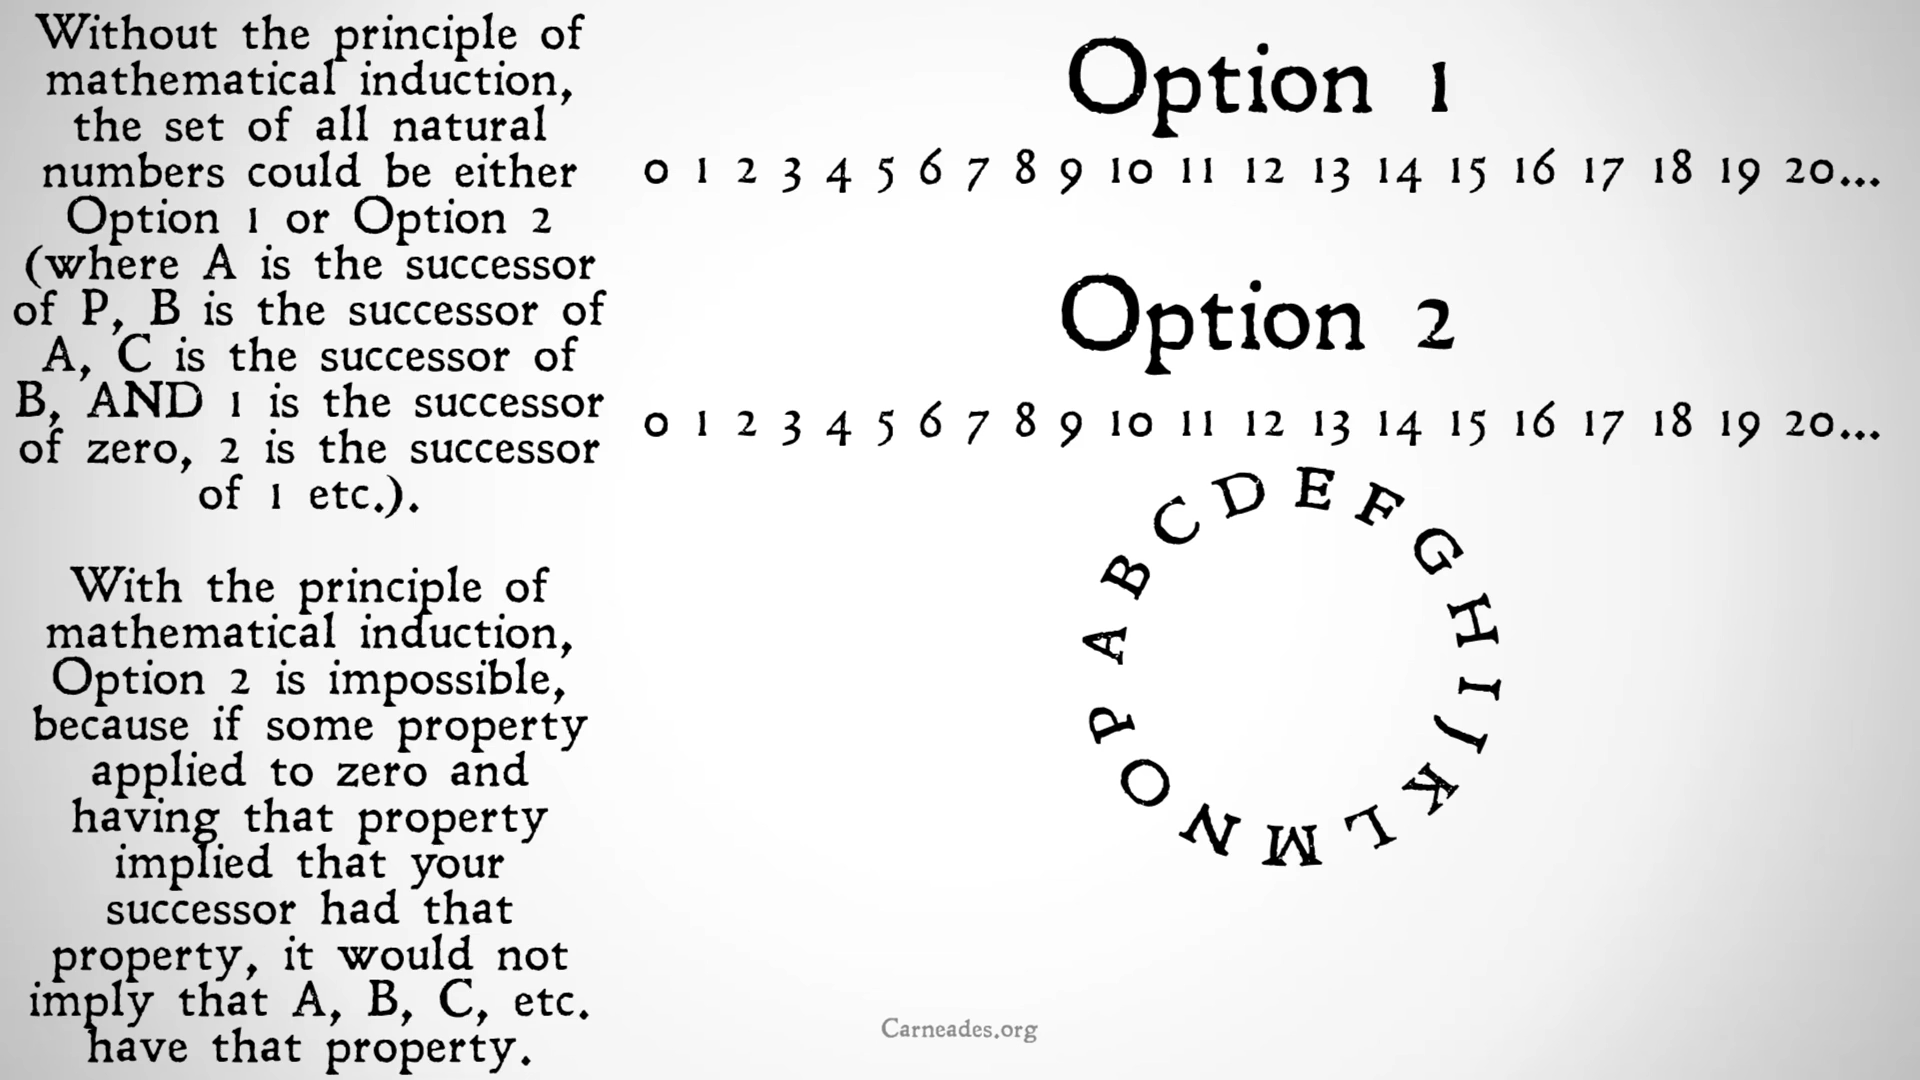 Without the principle of
mathematical induction,
the set of all natural
numbers could be either
Option 1 or Option 2
(where A is the successor
of P, B is the successor of
A, C is the successor of
B, AND 1 is the successor
of zero, 2 is the successor
of 1 etc.).
With the principle of
mathematical induction,
Option 2 is impossible,
because if some property
applied to zero and
having that property
implied that your
successor had that
property, it would not
imply that A, B, C, etc.
have that property.
Option 1
0 1 2 3 4 5 6 7 8 9 10 11 12 13 14 15 16 17 18 19 20...
Option 2
0 1 2 3 4 5 6 7 8 9 10 11 12 13 14 15 16 17 18 19 20...
A B C D E F G H I J K L M N O P
Carneades.org